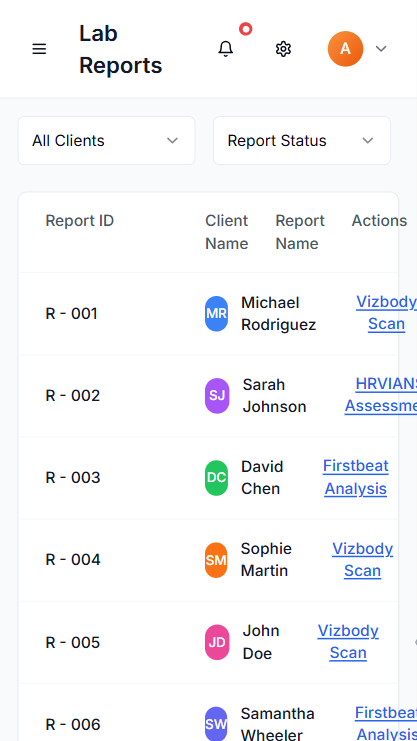 Lab
Reports
A
All Clients
Report Status
Report ID
Client
Name
Report
Name
Actions
R - 001
MR
Michael
Rodriguez
Vizbody
Scan
R - 002
SJ
Sarah
Johnson
HRVIANS
Assessme
R - 003
DC
David
Chen
Firstbeat
Analysis
R - 004
SM
Sophie
Martin
Vizbody
Scan
R - 005
JD
John
Doe
Vizbody
Scan
R - 006
SW
Samantha
Wheeler
Firstbeat
Analysis